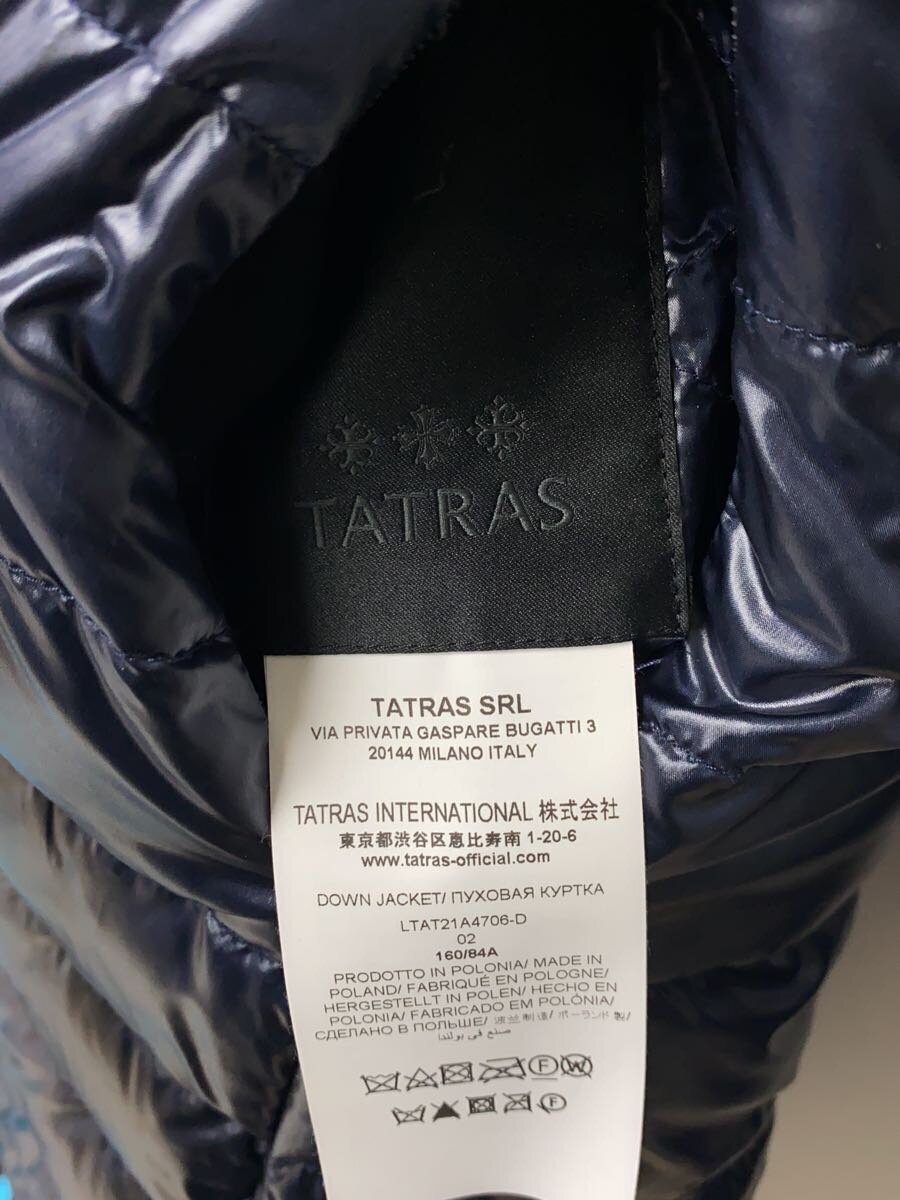 TATRAS
TATRAS SRL
VIA PRIVATA GASPARE BUGATTI 3
20144 MILANO ITALY
TATRAS INTERNATIONAL 株式会社
東京都渋谷区恵比寿南 1-20-6
www.tatras-official.com
DOWN JACKET/ ПУХОВАЯ КУРТКА
LTAT21A4706-D
02
160/84A
PRODOTTO IN POLONIA/ MADE IN
POLAND/ FABRIQUÉ EN POLOGNE/
HERGESTELLT IN POLEN/ HECHO EN
POLONIA/ FABRICADO EM POLÓNIA/
СДЕЛАНО В ПОЛЬШЕ/ 波兰制造/ ポーランド製/
صنع في بولندا
F W
F